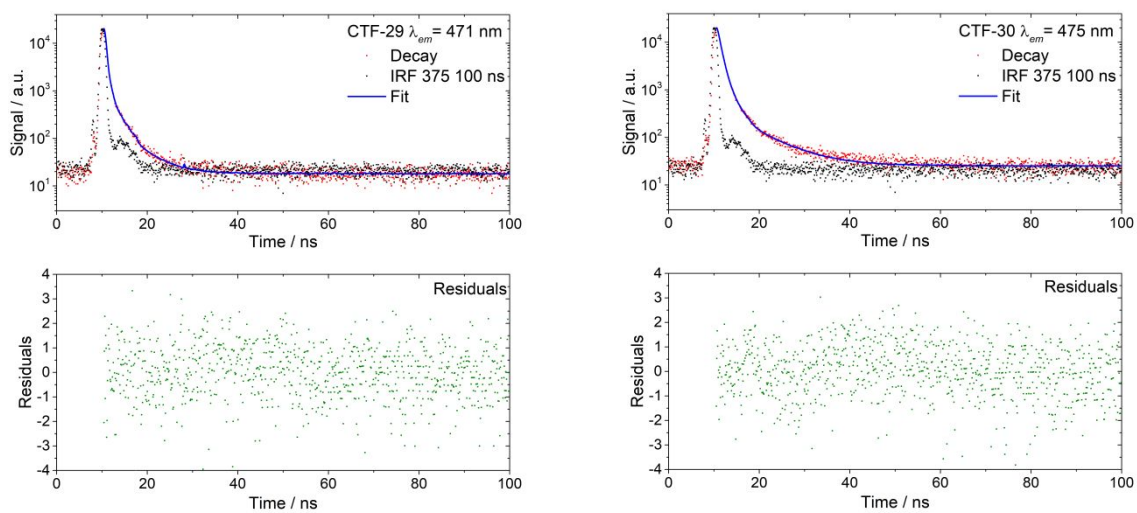 CTF-29 λem= 471 nm
Decay
IRF 375 100 ns
Fit
Signal / a.u.
10⁴
10³
10²
10¹
0 20 40 60 80 100
Time / ns
CTF-30 λem= 475 nm
Decay
IRF 375 100 ns
Fit
Signal / a.u.
10⁴
10³
10²
10¹
0 20 40 60 80 100
Time / ns
Residuals
Residuals
4
3
2
1
0
-1
-2
-3
-4
0 20 40 60 80 100
Time / ns
Residuals
Residuals
4
3
2
1
0
-1
-2
-3
-4
0 20 40 60 80 100
Time / ns